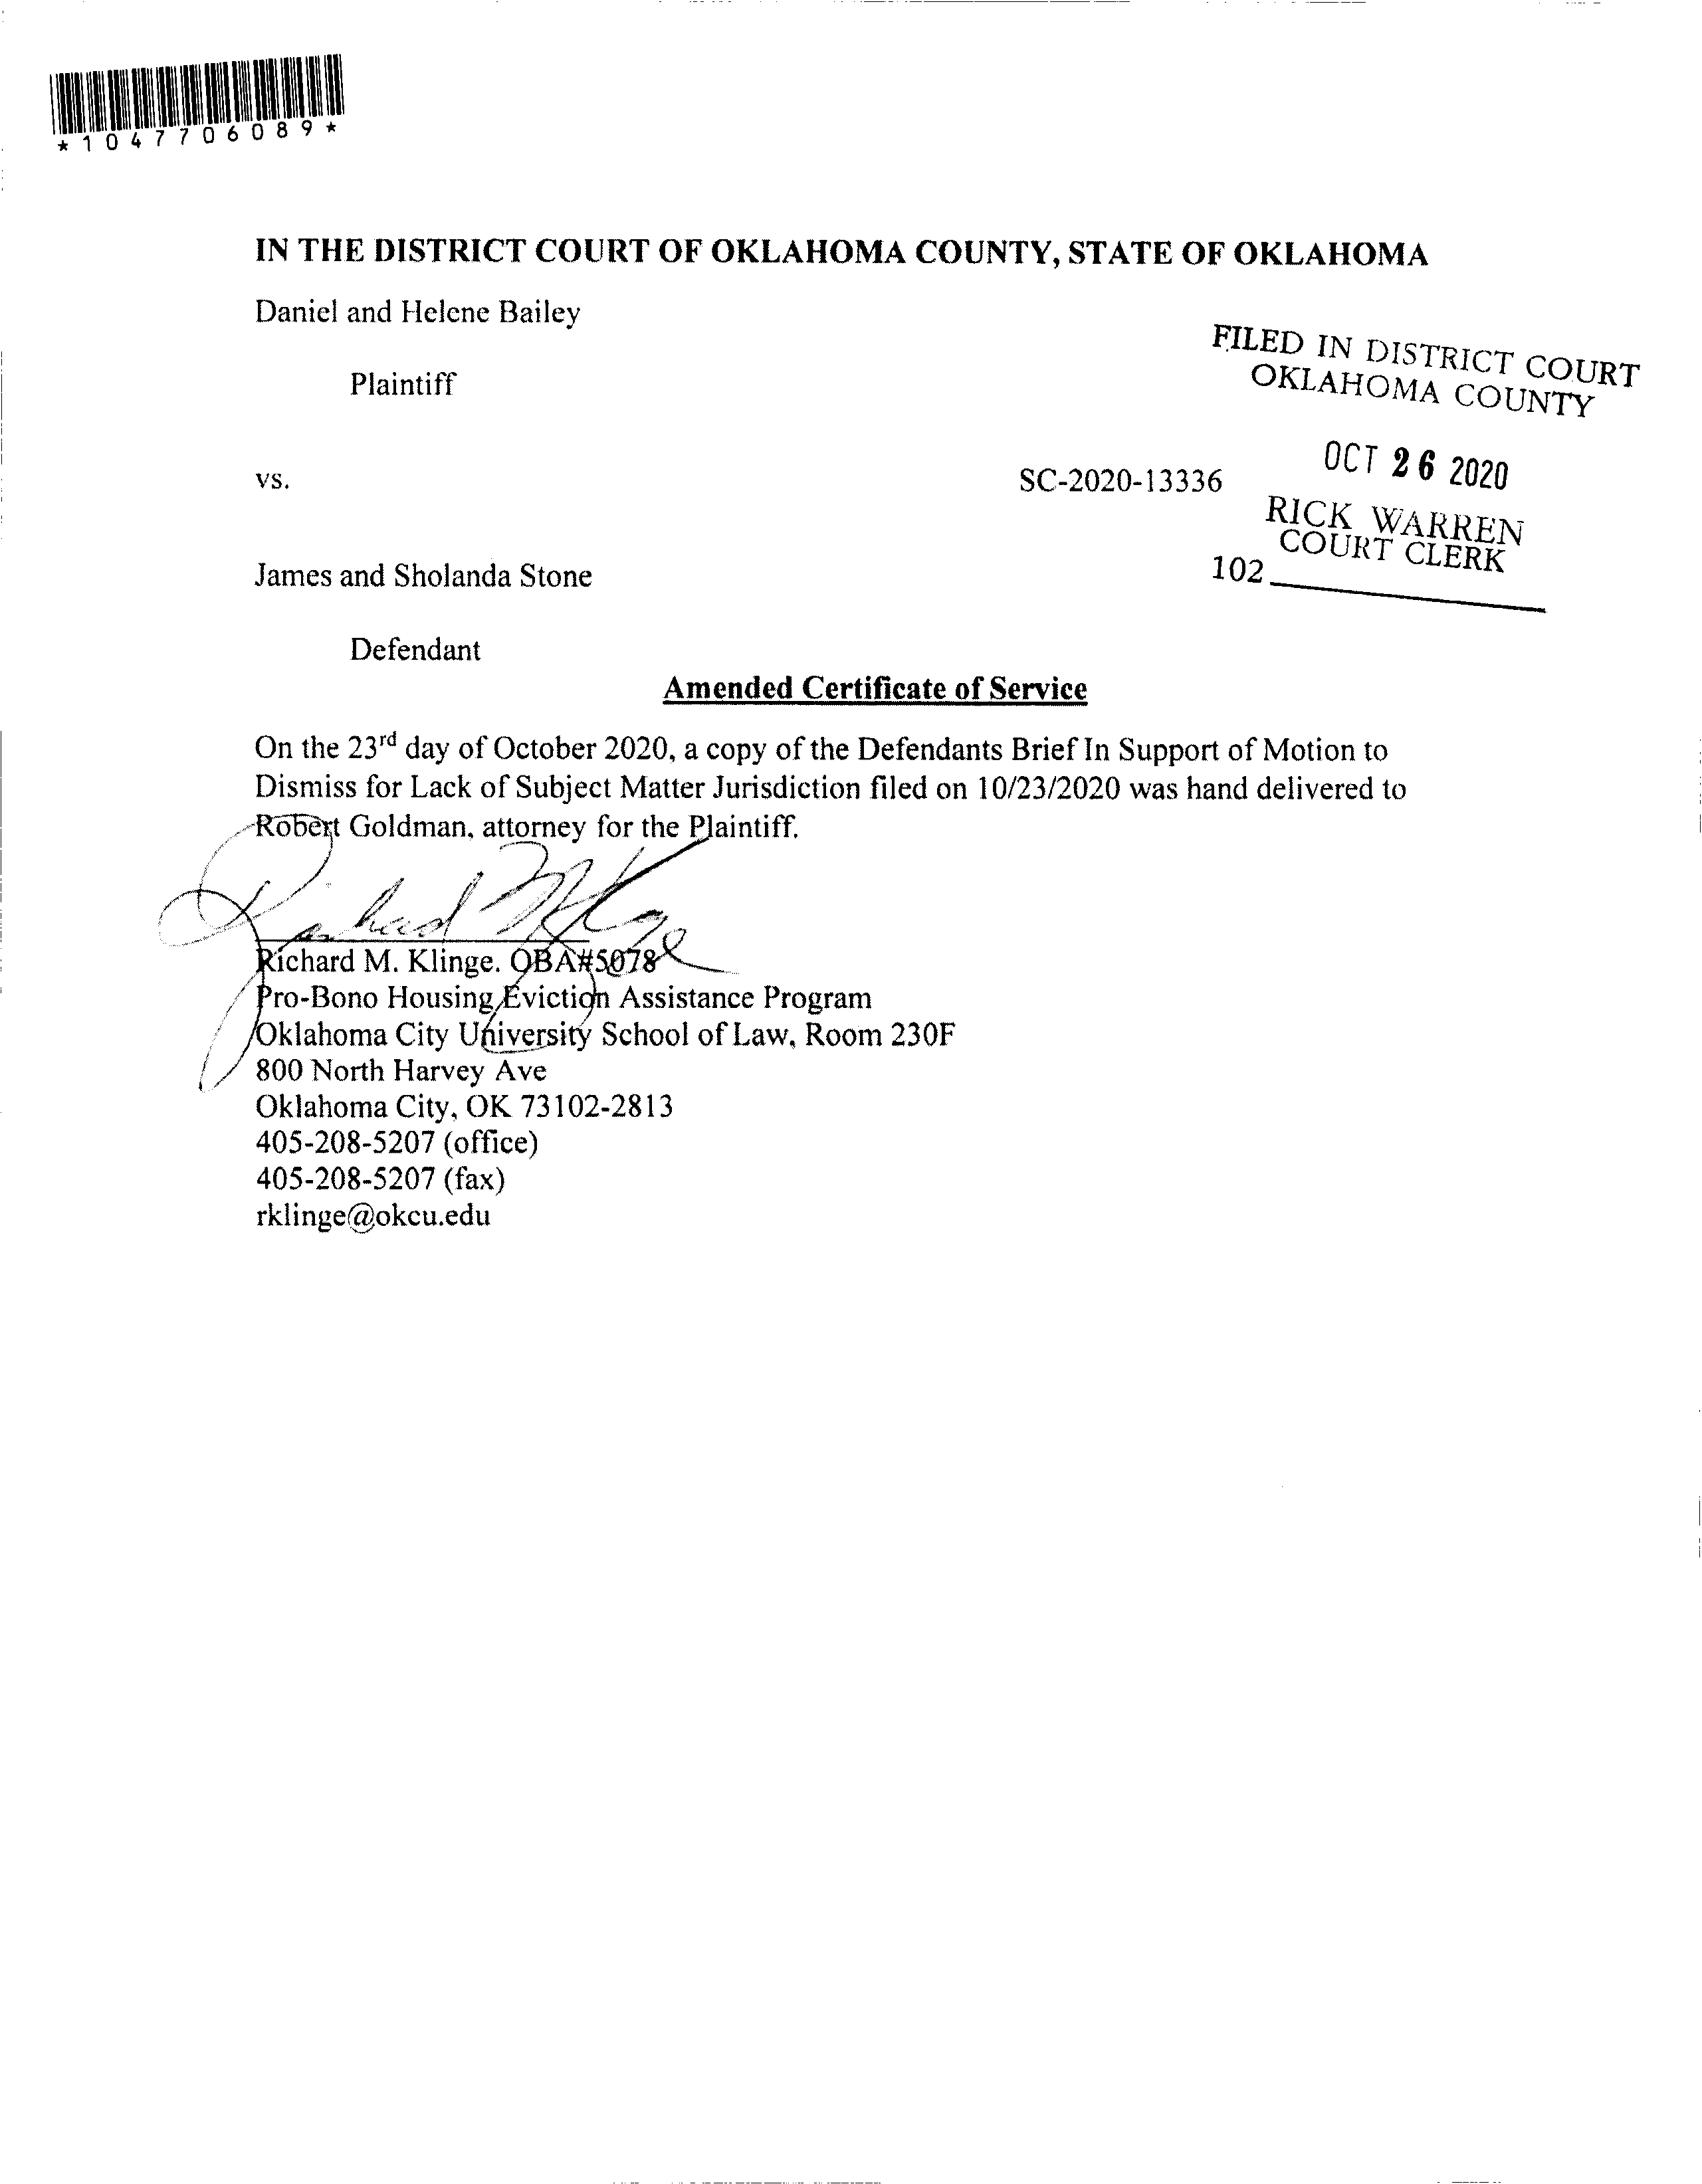 *1047706089*
IN THE DISTRICT COURT OF OKLAHOMA COUNTY, STATE OF OKLAHOMA
Daniel and Helene Bailey
FILED IN DISTRICT COURT
OKLAHOMA COUNTY
Plaintiff
OCT 26 2020
vs.
SC-2020-13336
RICK WARREN
COURT CLERK
102
James and Sholanda Stone
Defendant
Amended Certificate of Service
On the 23rd day of October 2020, a copy of the Defendants Brief In Support of Motion to
Dismiss for Lack of Subject Matter Jurisdiction filed on 10/23/2020 was hand delivered to
Robert Goldman, attorney for the Plaintiff.
Richard M Klinge
Richard M. Klinge. OBA#5078
Pro-Bono Housing Eviction Assistance Program
Oklahoma City University School of Law, Room 230F
800 North Harvey Ave
Oklahoma City, OK 73102-2813
405-208-5207 (office)
405-208-5207 (fax)
rklinge@okcu.edu